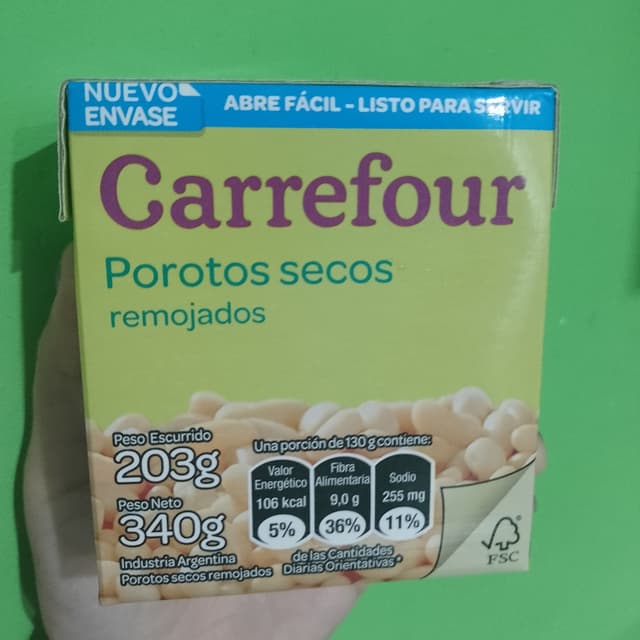 NUEVO
ENVASE
ABRE FÁCIL - LISTO PARA SERVIR
Carrefour
Porotos secos
remojados
Peso Escurrido
203g
Peso Neto
340g
Industria Argentina
Porotos secos remojados
Una porción de 130 g contiene:
Valor
Energético
106 kcal
5%
Fibra
Alimentaria
9,0 g
36%
Sodio
255 mg
11%
de las Cantidades
Diarias Orientativas*
FSC